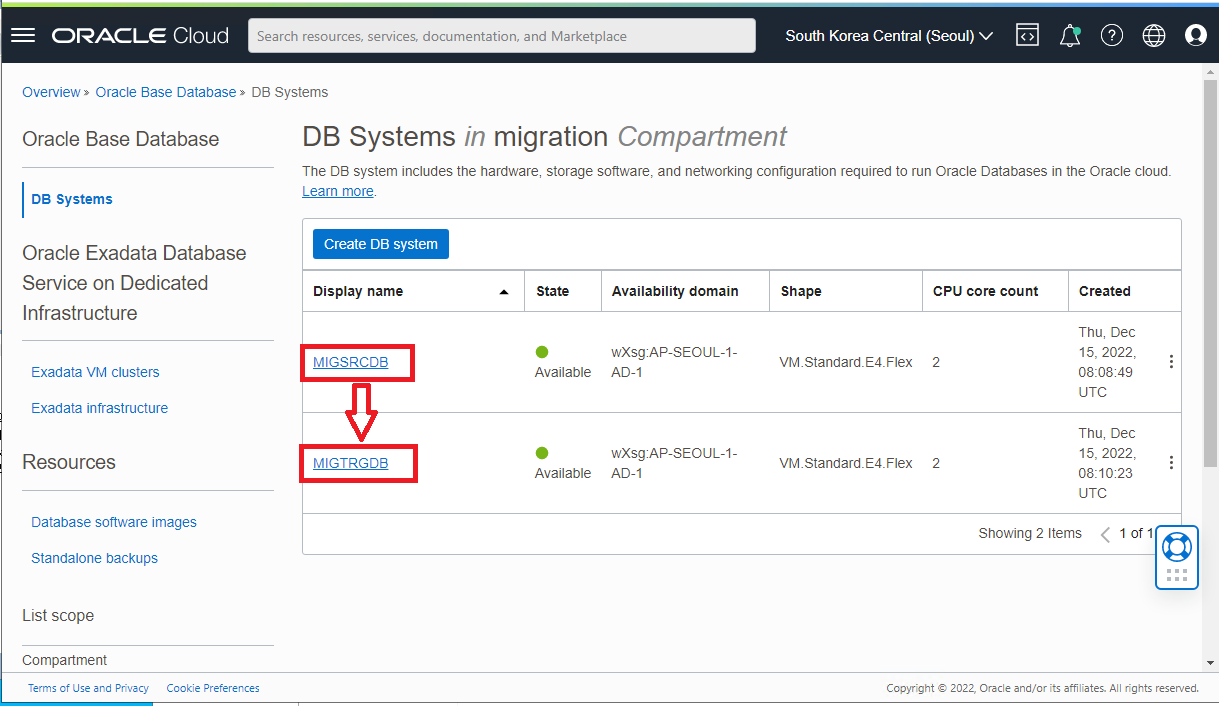 ORACLE Cloud
Search resources, services, documentation, and Marketplace
South Korea Central (Seoul)
Overview » Oracle Base Database » DB Systems
Oracle Base Database
DB Systems
Oracle Exadata Database
Service on Dedicated
Infrastructure
Exadata VM clusters
Exadata infrastructure
Resources
Database software images
Standalone backups
List scope
Compartment
DB Systems in migration Compartment
The DB system includes the hardware, storage software, and networking configuration required to run Oracle Databases in the Oracle cloud.
Learn more.
Create DB system
Display name State Availability domain Shape CPU core count Created
MIGSRCDB Available wXsg:AP-SEOUL-1-
AD-1 VM.Standard.E4.Flex 2 Thu, Dec
15, 2022,
08:08:49
UTC
MIGTRGDB Available wXsg:AP-SEOUL-1-
AD-1 VM.Standard.E4.Flex 2 Thu, Dec
15, 2022,
08:10:23
UTC
Showing 2 Items 1 of 1
Terms of Use and Privacy Cookie Preferences
Copyright © 2022, Oracle and/or its affiliates. All rights reserved.